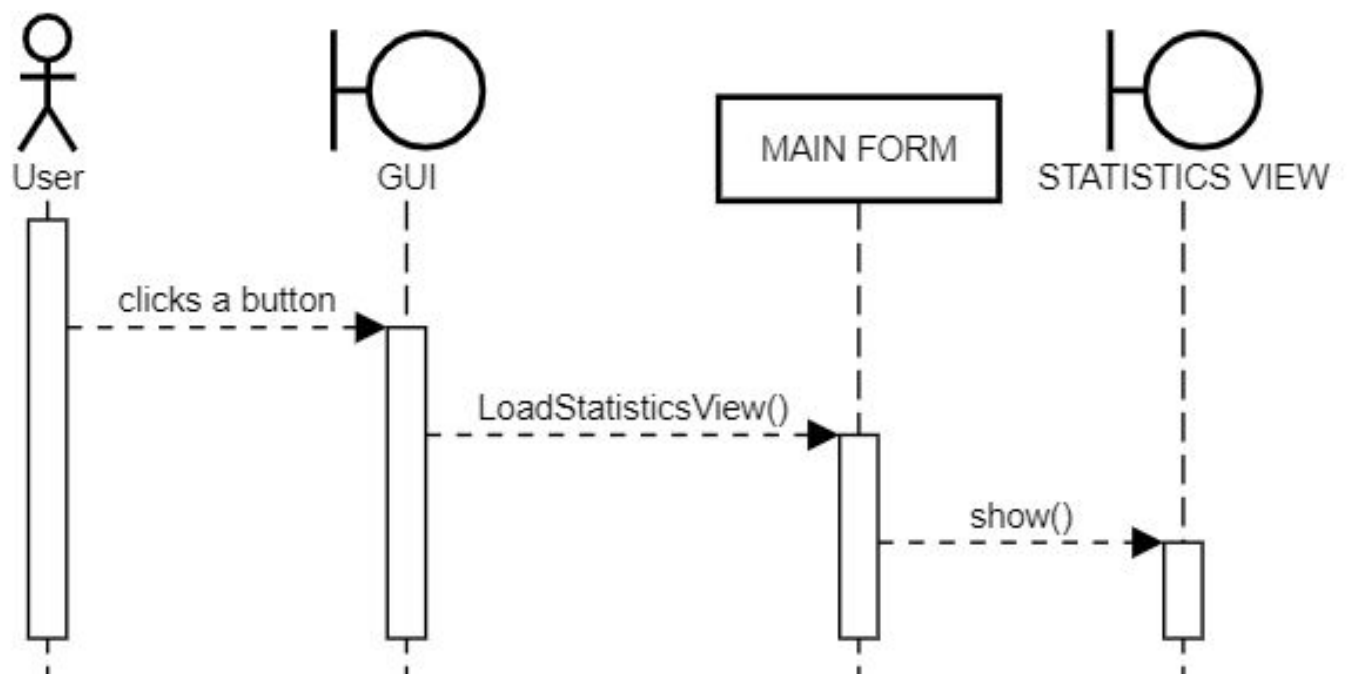 User
GUI
MAIN FORM
STATISTICS VIEW
clicks a button
LoadStatisticsView()
show()